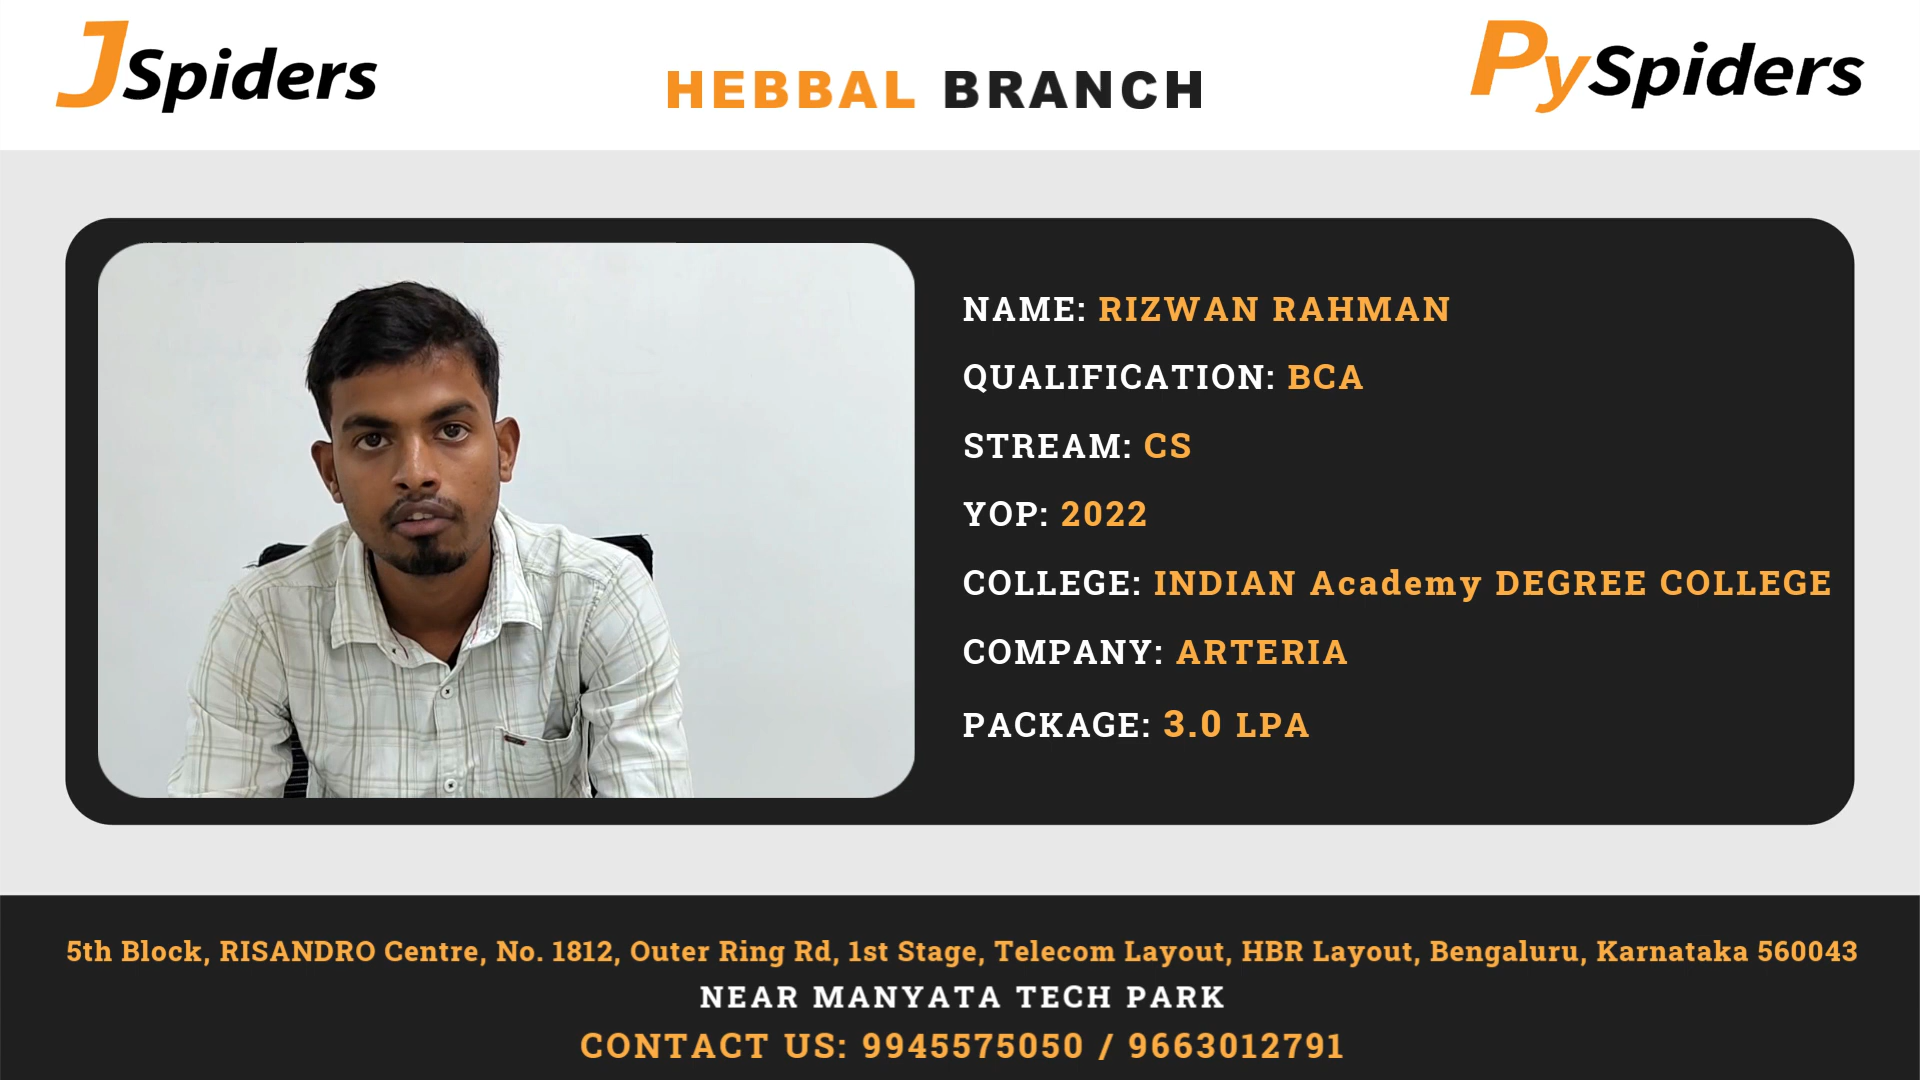 JSpiders
HEBBAL BRANCH
PySpiders
NAME: RIZWAN RAHMAN
QUALIFICATION: BCA
STREAM: CS
YOP: 2022
COLLEGE: INDIAN Academy DEGREE COLLEGE
COMPANY: ARTERIA
PACKAGE: 3.0 LPA
5th Block, RISANDRO Centre, No. 1812, Outer Ring Rd, 1st Stage, Telecom Layout, HBR Layout, Bengaluru, Karnataka 560043
NEAR MANYATA TECH PARK
CONTACT US: 9945575050 / 9663012791